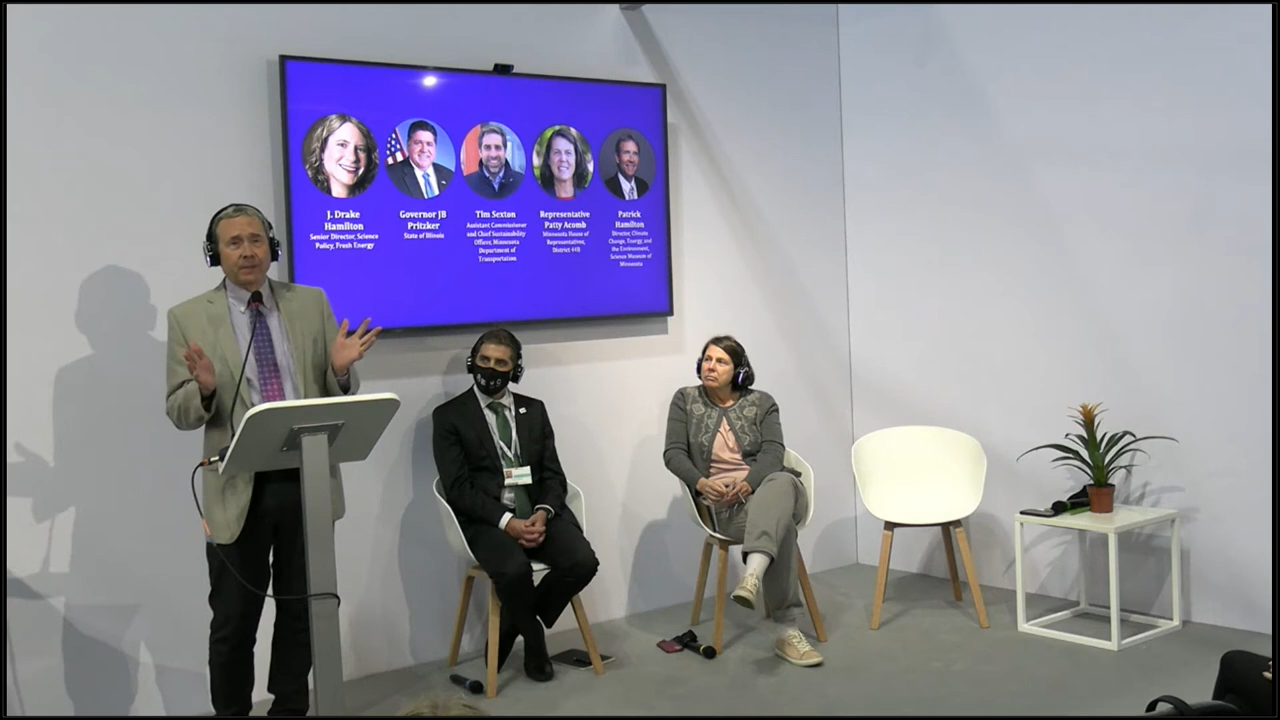 J. Drake
Hamilton
Senior Director, Science
Policy, Fresh Energy
Governor JB
Pritzker
State of Illinois
Tim Sexton
Assistant Commissioner
and Chief Sustainability
Officer, Minnesota
Department of
Transportation
Representative
Patty Acomb
Minnesota House of
Representatives,
District 44B
Patrick
Hamilton
Director, Climate
Change, Energy, and
the Environment,
Science Museum of
Minnesota